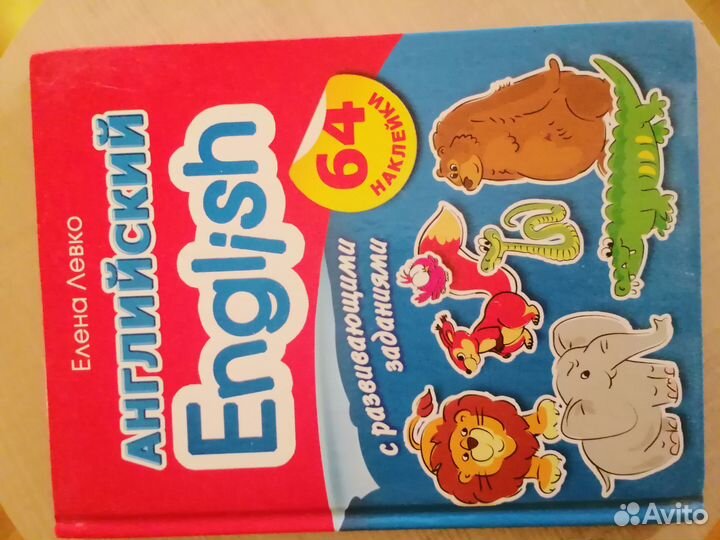 Елена Левко
АНГЛИЙСКИЙ
English
64
НАКЛЕЙКИ
с развивающими
заданиями
Avito